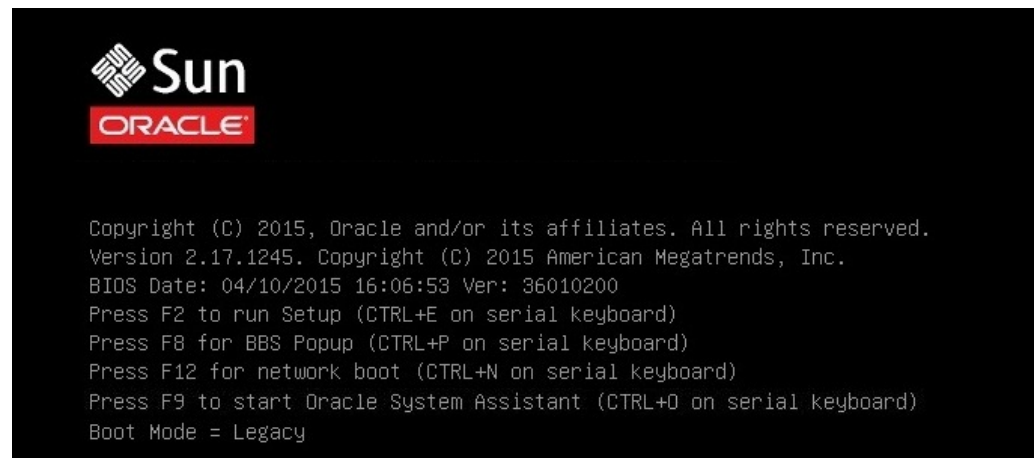 Sun
ORACLE
Copyright (C) 2015, Oracle and/or its affiliates. All rights reserved.
Version 2.17.1245. Copyright (C) 2015 American Megatrends, Inc.
BIOS Date: 04/10/2015 16:06:53 Ver: 36010200
Press F2 to run Setup (CTRL+E on serial keyboard)
Press F8 for BBS Popup (CTRL+P on serial keyboard)
Press F12 for network boot (CTRL+N on serial keyboard)
Press F9 to start Oracle System Assistant (CTRL+O on serial keyboard)
Boot Mode = Legacy